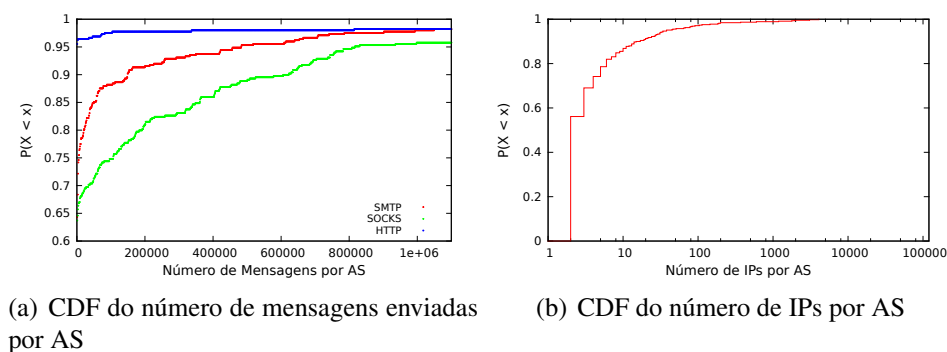 1
0.95
0.9
0.85
0.8
0.75
0.7
0.65
0.6
P(X < x)
SMTP
SOCKS
HTTP
0 200000 400000 600000 800000 1e+06
Número de Mensagens por AS
(a) CDF do número de mensagens enviadas
por AS
1
0.8
0.6
0.4
0.2
0
P(X < x)
1 10 100 1000 10000 100000
Número de IPs por AS
(b) CDF do número de IPs por AS